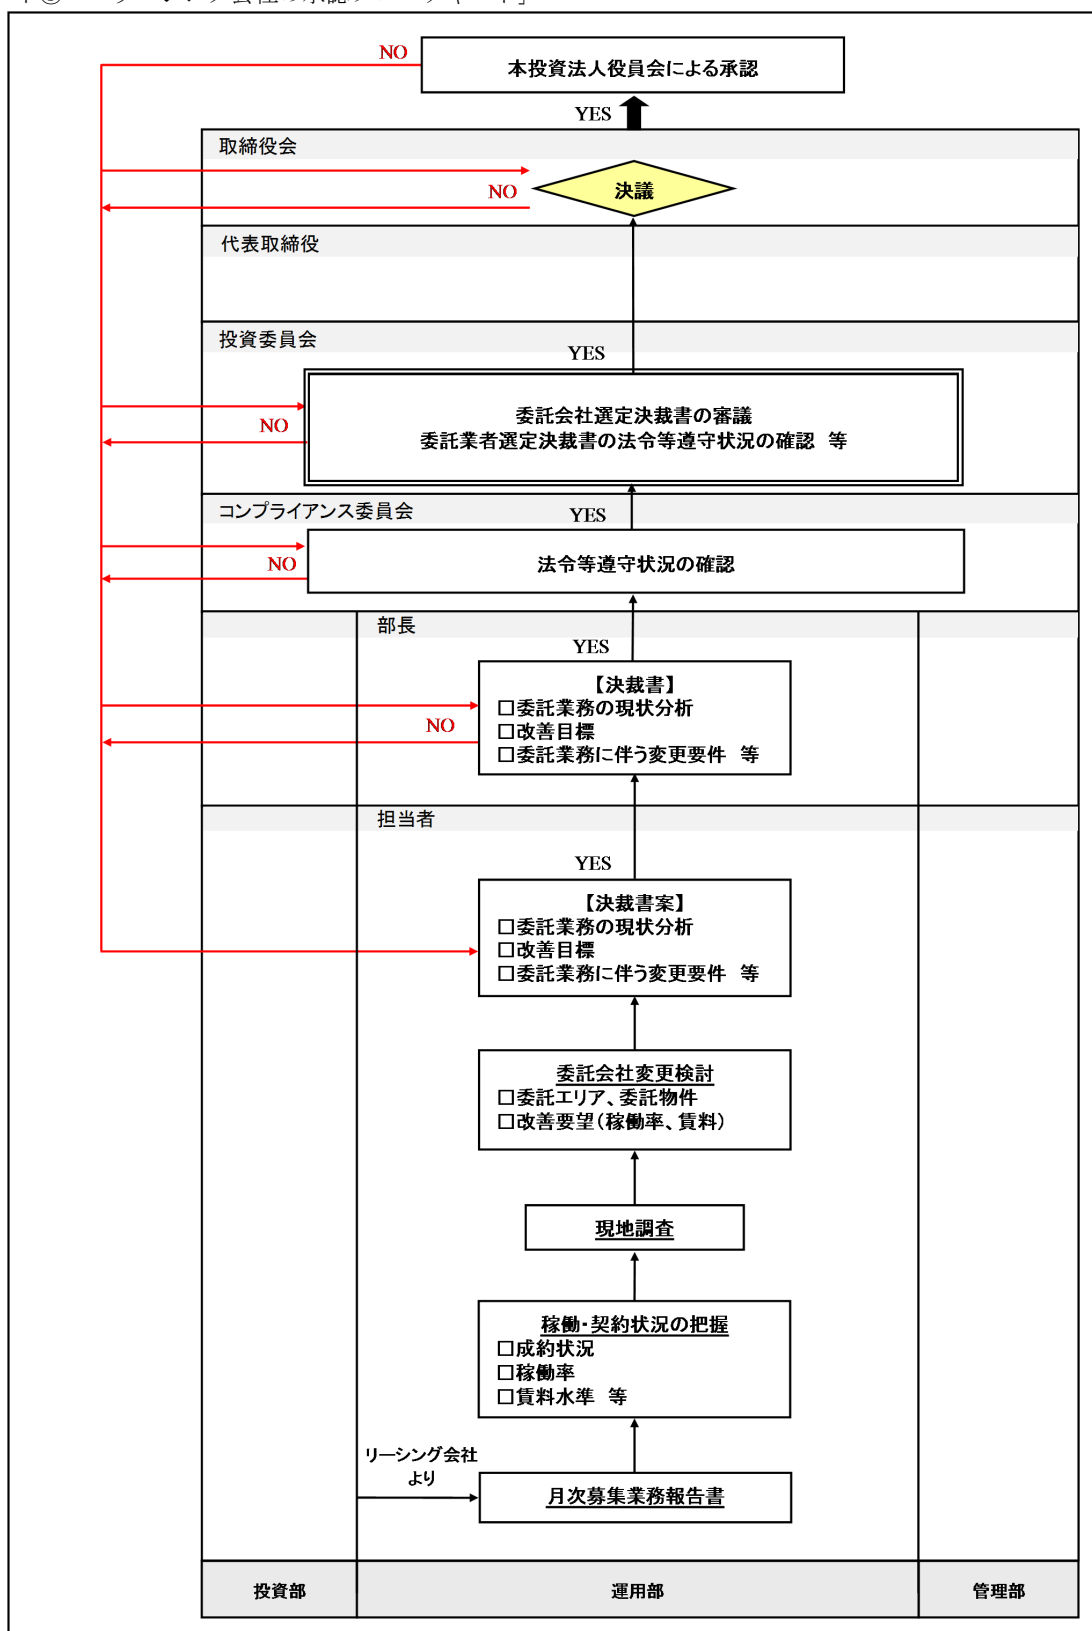 NO
本投資法人役員会による承認
YES
取締役会
決議
NO
代表取締役
投資委員会
YES
委託会社選定決裁書の審議
委託業者選定決裁書の法令等遵守状況の確認 等
NO
コンプライアンス委員会
YES
法令等遵守状況の確認
NO
部長
YES
【決裁書】
□委託業務の現状分析
□改善目標
□委託業務に伴う変更要件 等
NO
担当者
YES
【決裁書案】
□委託業務の現状分析
□改善目標
□委託業務に伴う変更要件 等
委託会社変更検討
□委託エリア、委託物件
□改善要望(稼働率、賃料)
現地調査
稼働・契約状況の把握
□成約状況
□稼働率
□賃料水準 等
リーシング会社
より
月次募集業務報告書
投資部
運用部
管理部